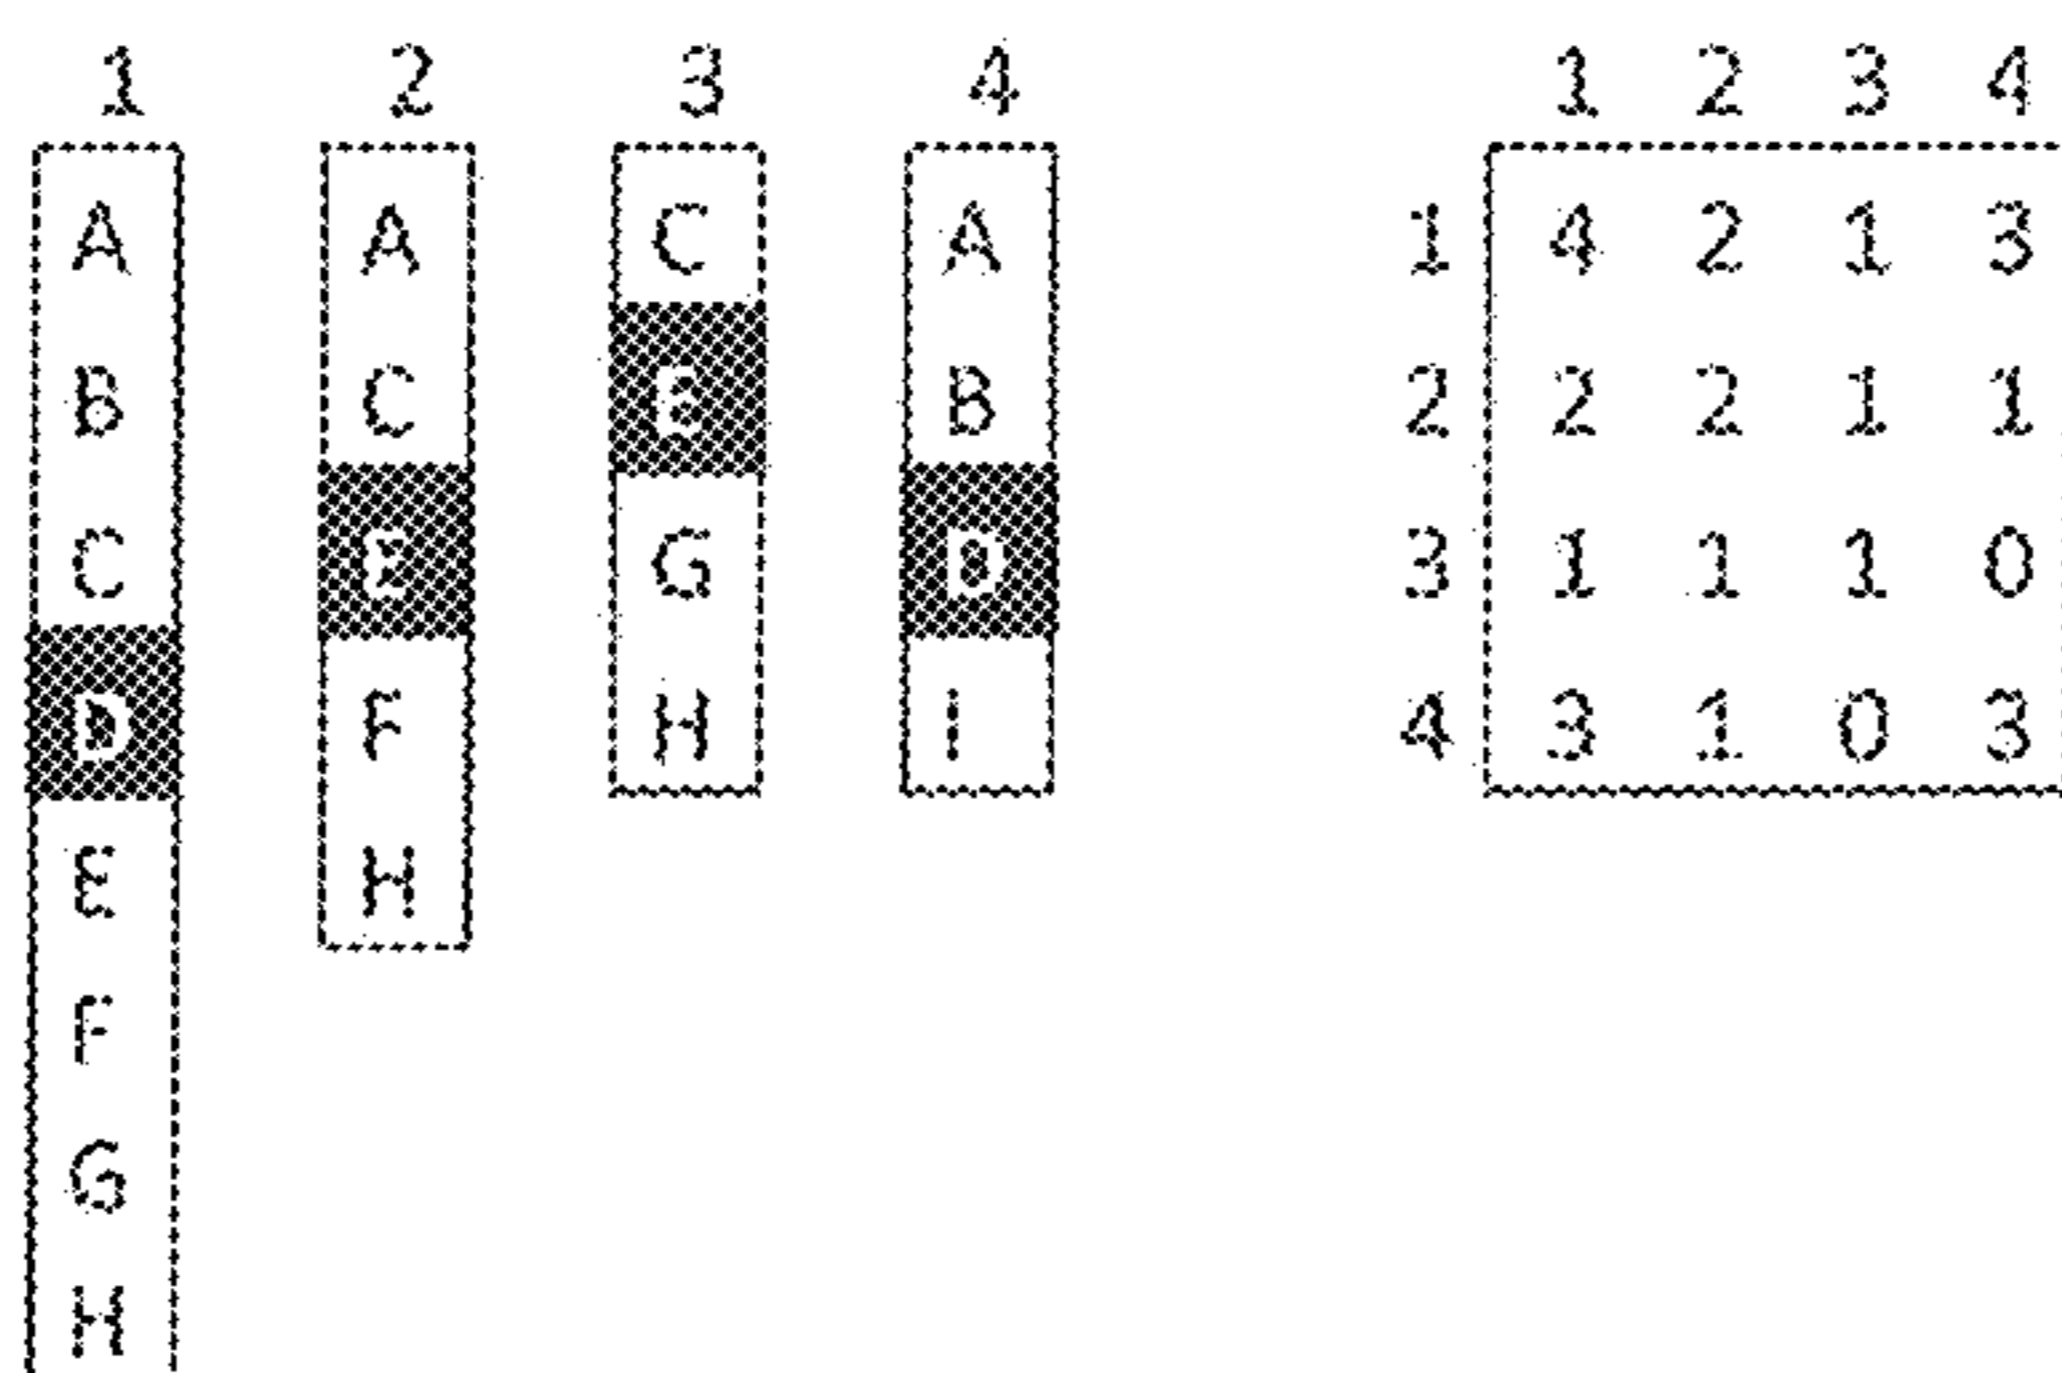 1 2 3 4 1 2 3 4
A A C A 1 4 2 1 3
B C B 2 2 2 1 1
C E G D 3 1 1 1 0
D F H I 4 3 1 0 3
E H
F
G
H